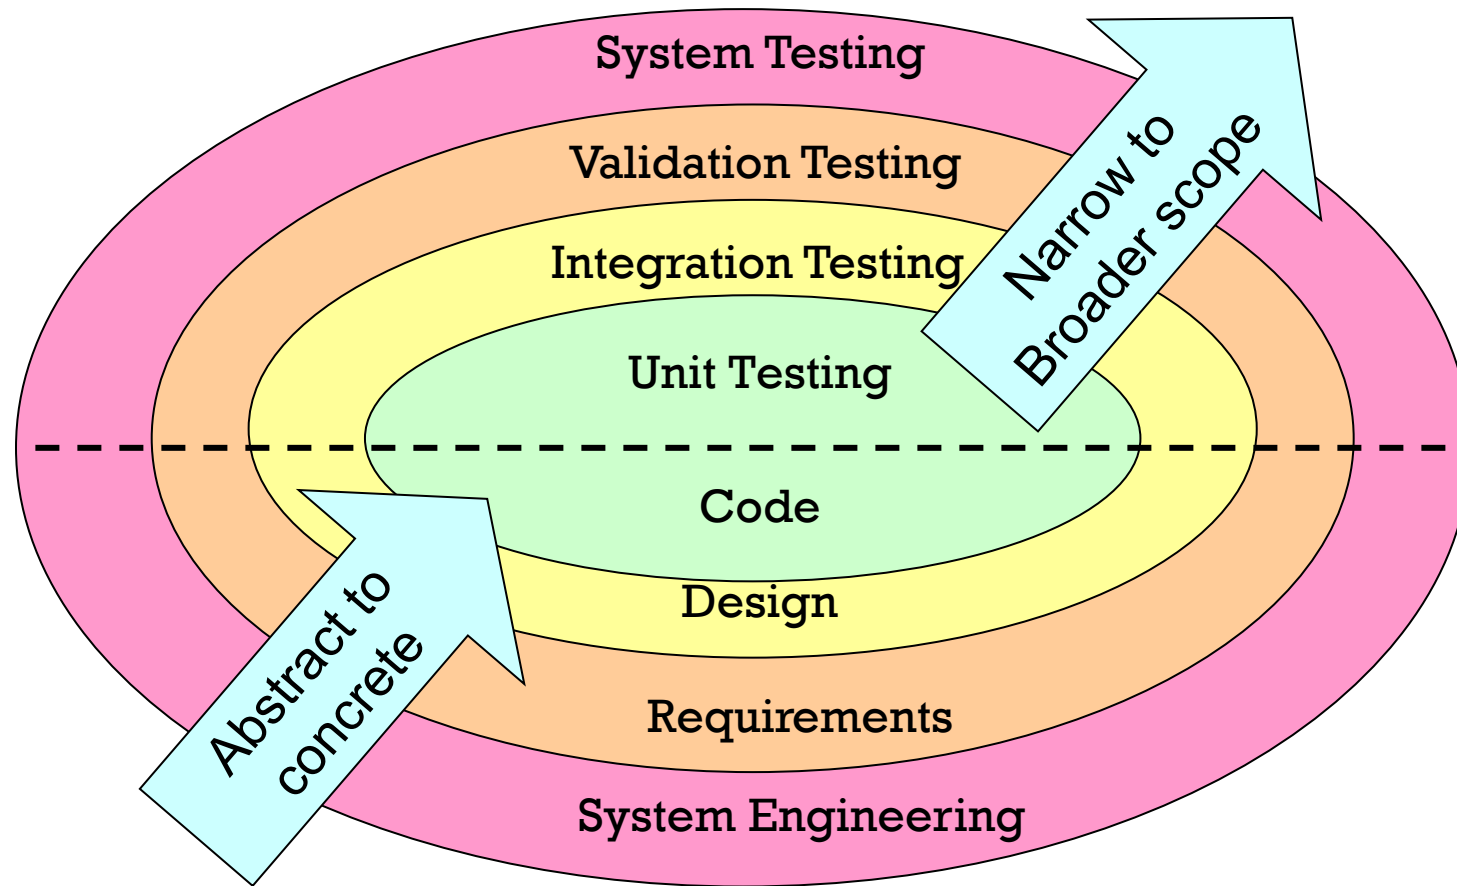 System Testing
Validation Testing
Integration Testing
Unit Testing
Narrow to
Broader scope
Code
Design
Requirements
System Engineering
Abstract to
concrete